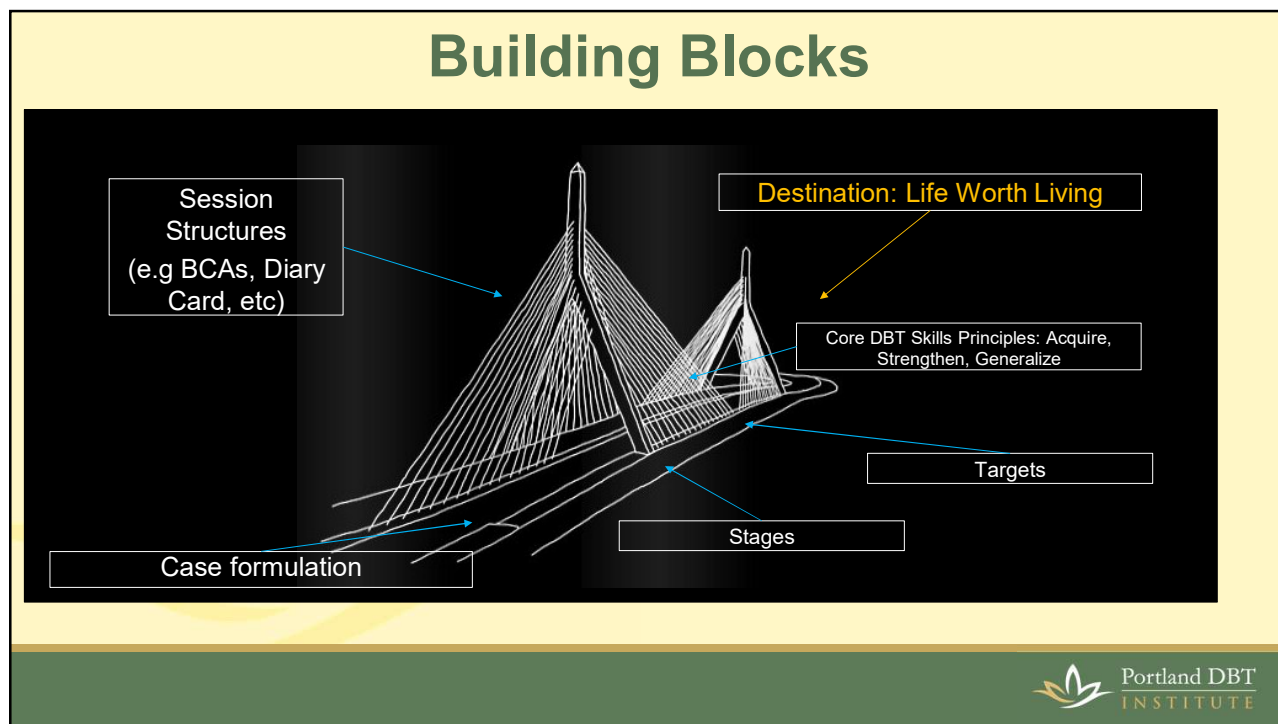 Building Blocks
Session
Structures
(e.g BCAs, Diary
Card, etc)
Destination: Life Worth Living
Core DBT Skills Principles: Acquire,
Strengthen, Generalize
Targets
Stages
Case formulation
Portland DBT
INSTITUTE